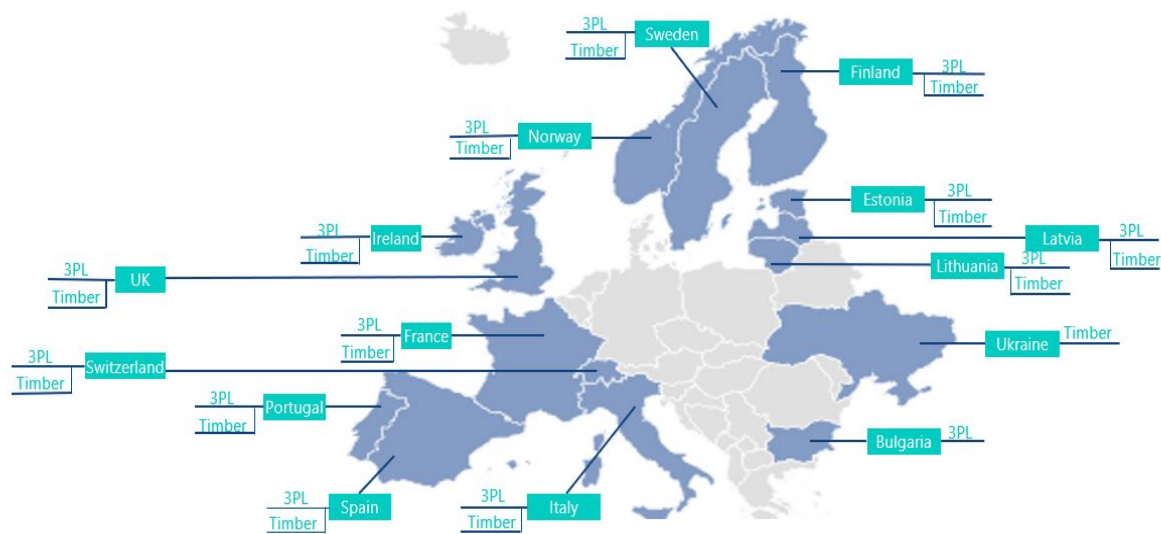 3PL
Sweden
Timber
Finland
3PL
Timber
3PL
Norway
Timber
Estonia
3PL
Timber
3PL
Ireland
Timber
Latvia
3PL
Timber
3PL
UK
Timber
Lithuania
3PL
Timber
3PL
France
Timber
Ukraine
Timber
3PL
Switzerland
Timber
3PL
Portugal
Timber
Bulgaria
3PL
3PL
Spain
Timber
3PL
Italy
Timber